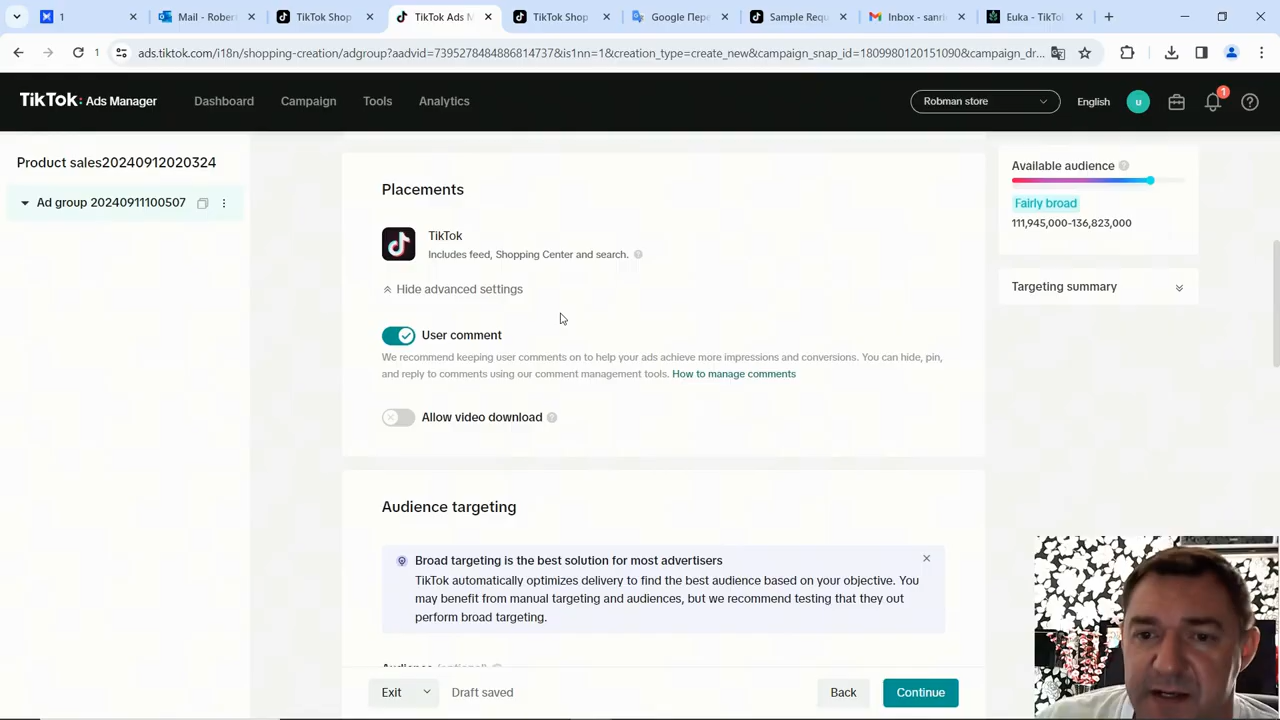 1
Mail - Rober
TikTok Shop
TikTok Ads M
TikTok Shop
Google Пере
Sample Requ
Inbox - sanri
Euka - TikTo
1
ads.tiktok.com/i18n/shopping-creation/adgroup?aadvid=7395278484886814737&is1nn=1&creation_type=create_new&campaign_snap_id=1809980120151090&campaign_dr...
TikTok: Ads Manager
Dashboard
Campaign
Tools
Analytics
Robman store
English
u
1
Product sales20240912020324
Ad group 20240911100507
Placements
TikTok
Includes feed, Shopping Center and search.
Hide advanced settings
User comment
We recommend keeping user comments on to help your ads achieve more impressions and conversions. You can hide, pin,
and reply to comments using our comment management tools. How to manage comments
Allow video download
Audience targeting
Broad targeting is the best solution for most advertisers
TikTok automatically optimizes delivery to find the best audience based on your objective. You
may benefit from manual targeting and audiences, but we recommend testing that they out
perform broad targeting.
Audience (optional)
Available audience
Fairly broad
111,945,000-136,823,000
Targeting summary
Exit
Draft saved
Back
Continue